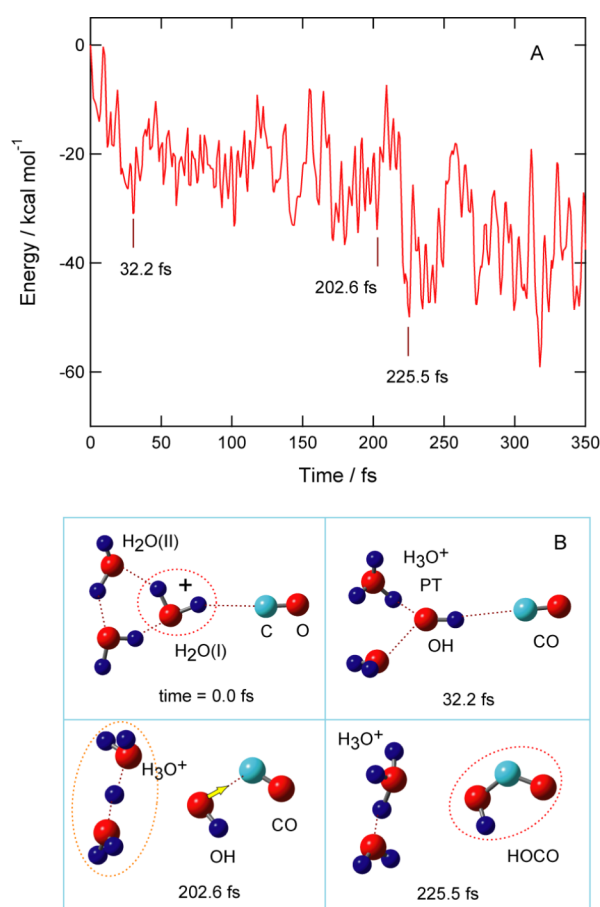 A
0
-20
-40
-60
Energy / kcal mol⁻¹
32.2 fs
202.6 fs
225.5 fs
0 50 100 150 200 250 300 350
Time / fs
B
H₂O(II)
+
C O
H₂O(I)
time = 0.0 fs
H₃O⁺
PT
OH
CO
32.2 fs
H₃O⁺
CO
OH
202.6 fs
H₃O⁺
HOCO
225.5 fs